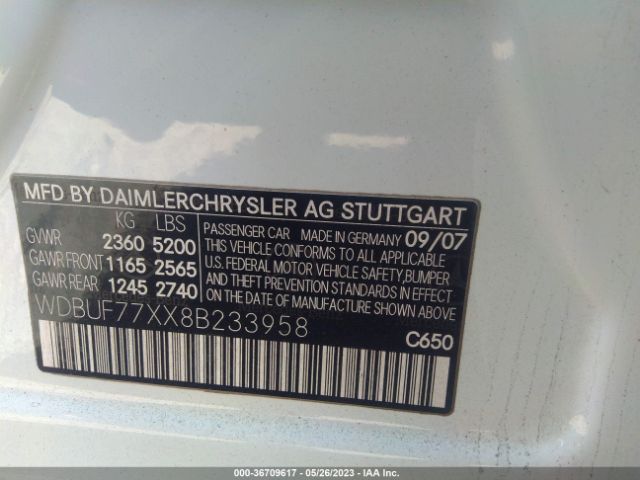 MFD BY DAIMLERCHRYSLER AG STUTTGART
KG LBS
GVWR 2360 5200
GAWR FRONT 1165 2565
GAWR REAR 1245 2740
PASSENGER CAR MADE IN GERMANY 09/07
THIS VEHICLE CONFORMS TO ALL APPLICABLE
U.S. FEDERAL MOTOR VEHICLE SAFETY, BUMPER
AND THEFT PREVENTION STANDARDS IN EFFECT
ON THE DATE OF MANUFACTURE SHOWN ABOVE
WDBUF77XX8B233958
C650
000-36709617 - 05/26/2023 - IAA Inc.